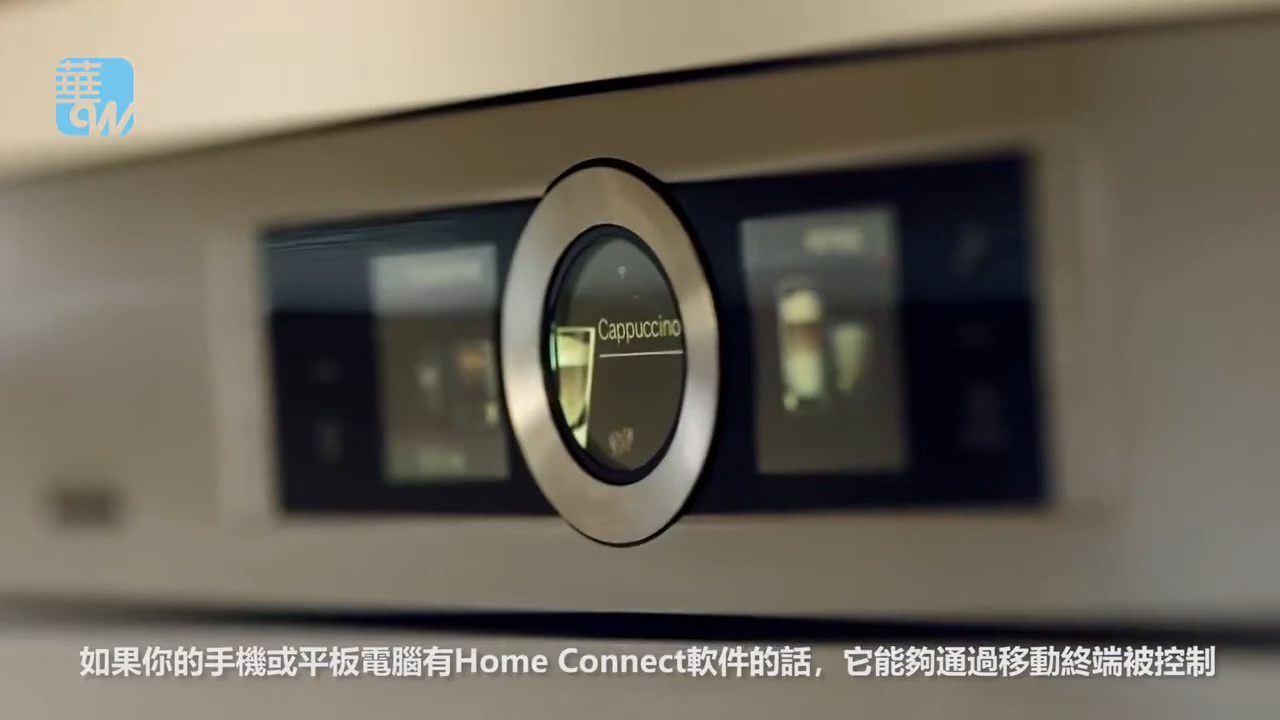 華
W
Cappuccino
如果你的手機或平板電腦有Home Connect軟件的話，它能夠通過移動終端被控制